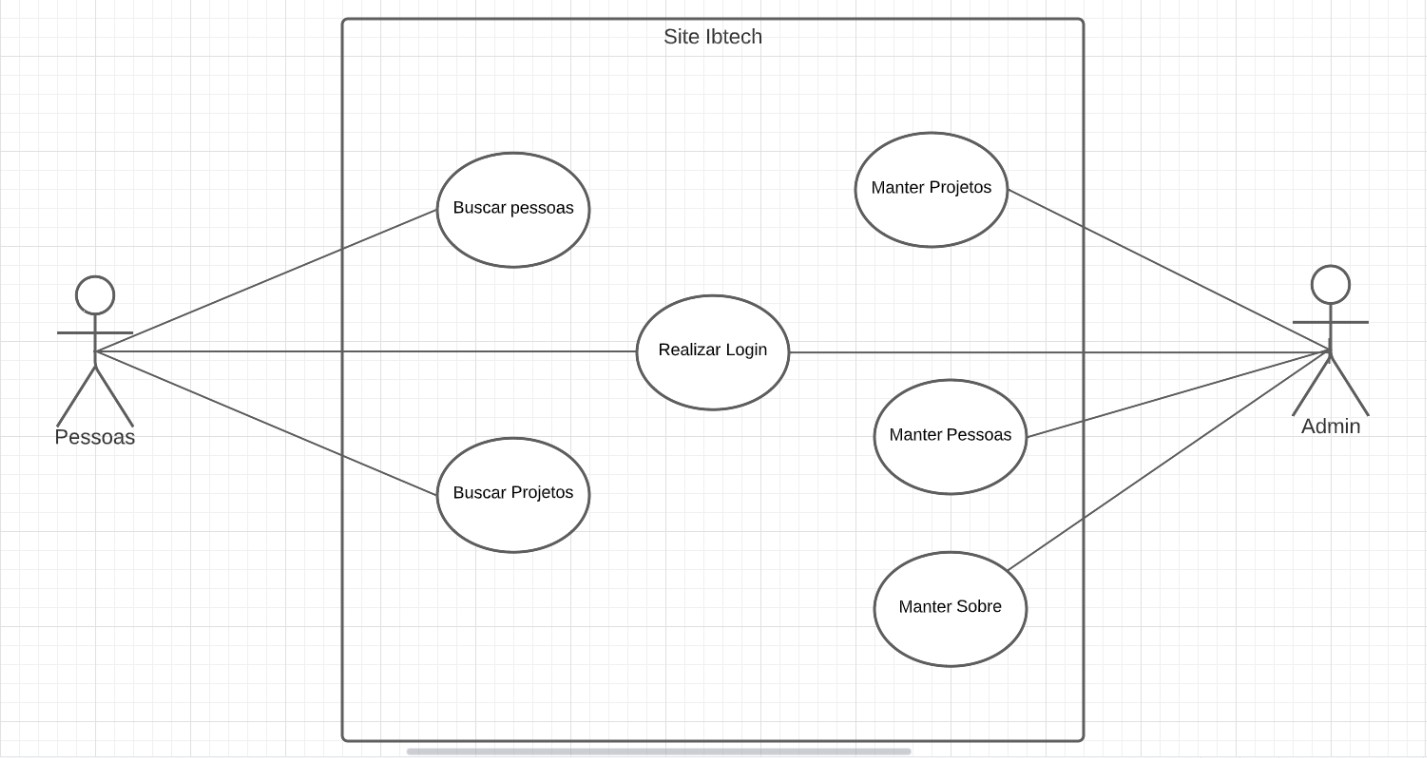 Site Ibtech
Manter Projetos
Buscar pessoas
Realizar Login
Pessoas
Admin
Manter Pessoas
Buscar Projetos
Manter Sobre